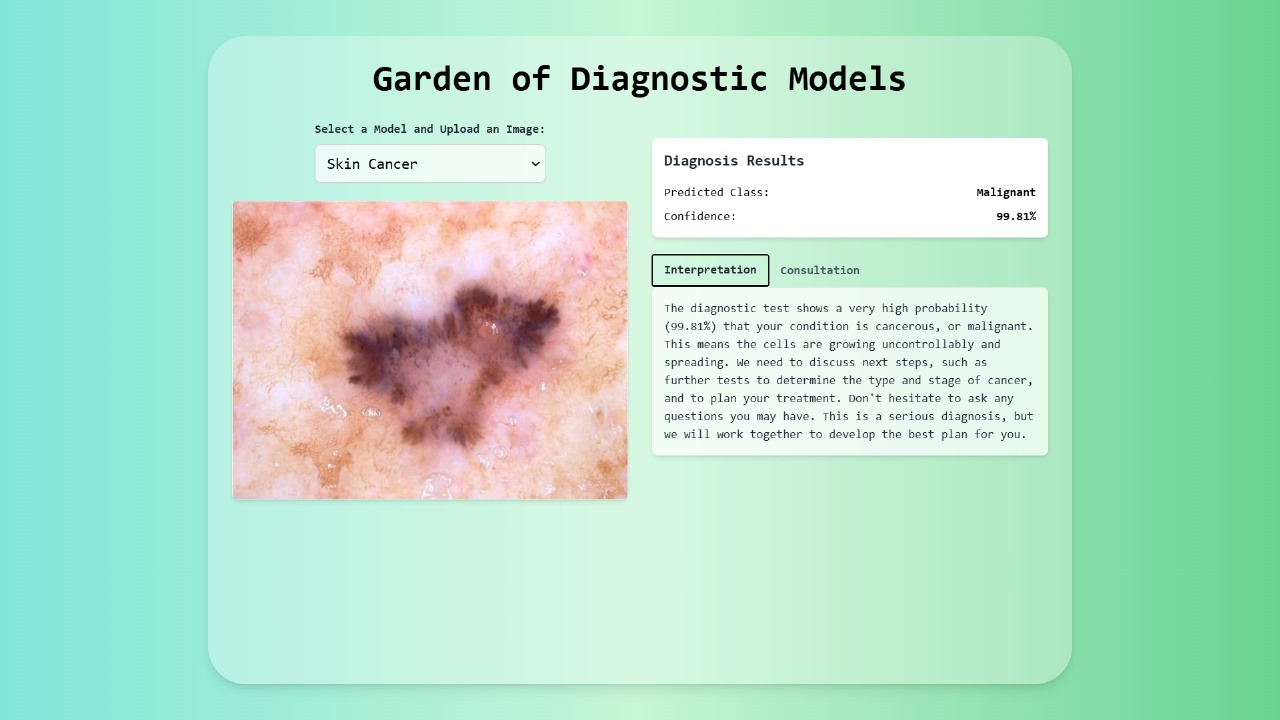 Garden of Diagnostic Models
Select a Model and Upload an Image:
Skin Cancer
Diagnosis Results
Predicted Class: Malignant
Confidence: 99.81%
Interpretation Consultation
The diagnostic test shows a very high probability
(99.81%) that your condition is cancerous, or malignant.
This means the cells are growing uncontrollably and
spreading. We need to discuss next steps, such as
further tests to determine the type and stage of cancer,
and to plan your treatment. Don't hesitate to ask any
questions you may have. This is a serious diagnosis, but
we will work together to develop the best plan for you.